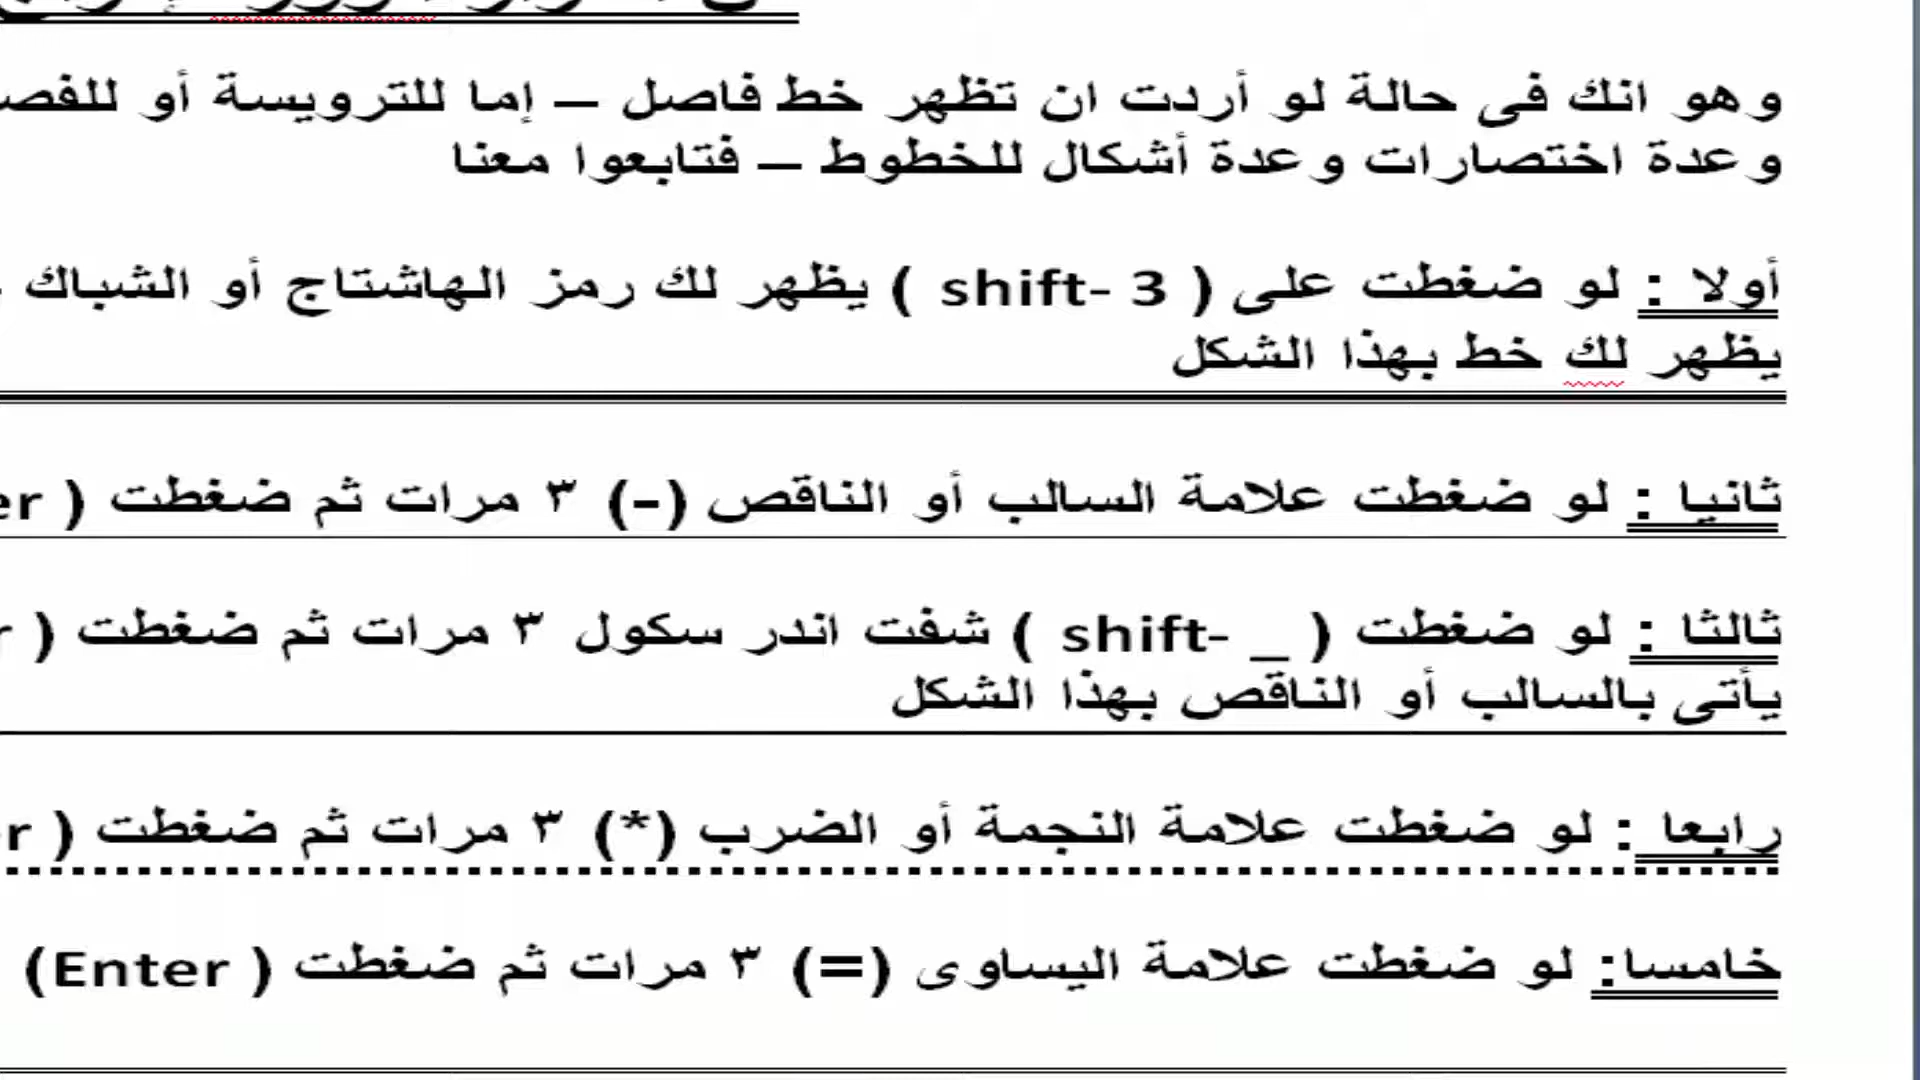 وهو انك فى حالة لو أردت ان تظهر خط فاصل – إما للترويسة أو
وعدة اختصارات وعدة أشكال للخطوط – فتابعوا معنا
أولا : لو ضغطت على ( shift- 3 ) يظهر لك رمز الهاشتاج أو الشباك
يظهر لك خط بهذا الشكل
ثانيا : لو ضغطت علامة السالب أو الناقص (-) ٣ مرات ثم ضغطت (
ثالثا : لو ضغطت ( shift- _ ) شفت اندر سكول ٣ مرات ثم ضغطت (
يأتى بالسالب أو الناقص بهذا الشكل
رابعا : لو ضغطت علامة النجمة أو الضرب (*) ٣ مرات ثم ضغطت (
خامسا: لو ضغطت علامة اليساوى (=) ٣ مرات ثم ضغطت ( Enter)